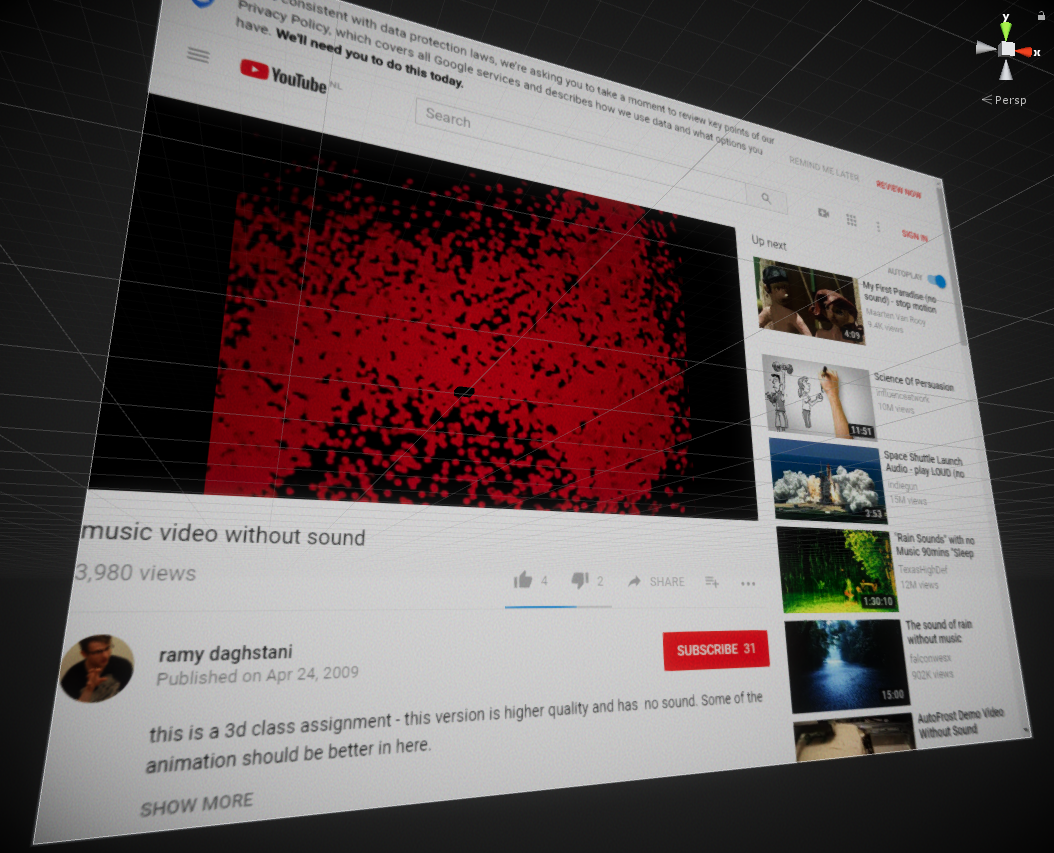 consistent with data protection laws, we're asking you to take a moment to review key points of our
Privacy Policy, which covers all Google services and describes how we use data and what options you
have. We'll need you to do this today.
REMIND ME LATER
REVIEW NOW
YouTube NL
Search
SIGN IN
Up next
AUTOPLAY
My First Paradise (no
sound) - stop motion
Maarten Van Rooy
9.4K views
4:09
Science Of Persuasion
influenceatwork
10M views
11:51
Space Shuttle Launch
Audio - play LOUD (no
indiegun
15M views
3:53
"Rain Sounds" with no
Music 90mins "Sleep
TexasHighDef
12M views
1:30:10
The sound of rain
without music
falconwesx
902K views
15:00
AutoFrost Demo Video
Without Sound
music video without sound
3,980 views
4
2
SHARE
ramy daghstani
Published on Apr 24, 2009
SUBSCRIBE 31
this is a 3d class assignment - this version is higher quality and has no sound. Some of the
animation should be better in here.
SHOW MORE
y
x
Persp